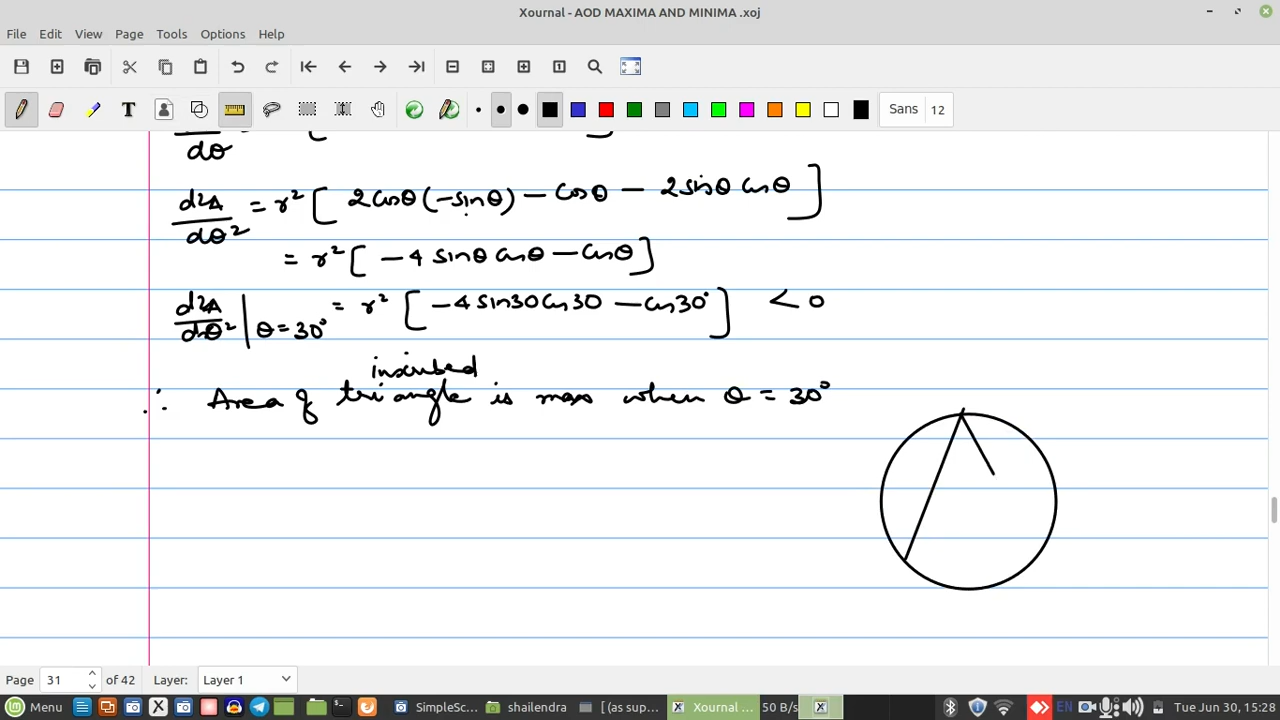 Xournal - AOD MAXIMA AND MINIMA .xoj
File Edit View Page Tools Options Help
Sans 12
dθ
d²A/dθ² = r² [ 2cosθ(-sinθ) - cosθ - 2sinθ cosθ ]
= r² [ -4 sinθ cosθ - cosθ ]
d²A/dθ² | θ = 30° = r² [ -4 sin30 cos30 - cos30° ] < 0
inscribed
∴ Area of triangle is max when θ = 30°
Page 31 of 42 Layer: Layer 1
Menu SimpleSc... shailendra [ (as sup... Xournal ... 50 B/s EN Tue Jun 30, 15:28